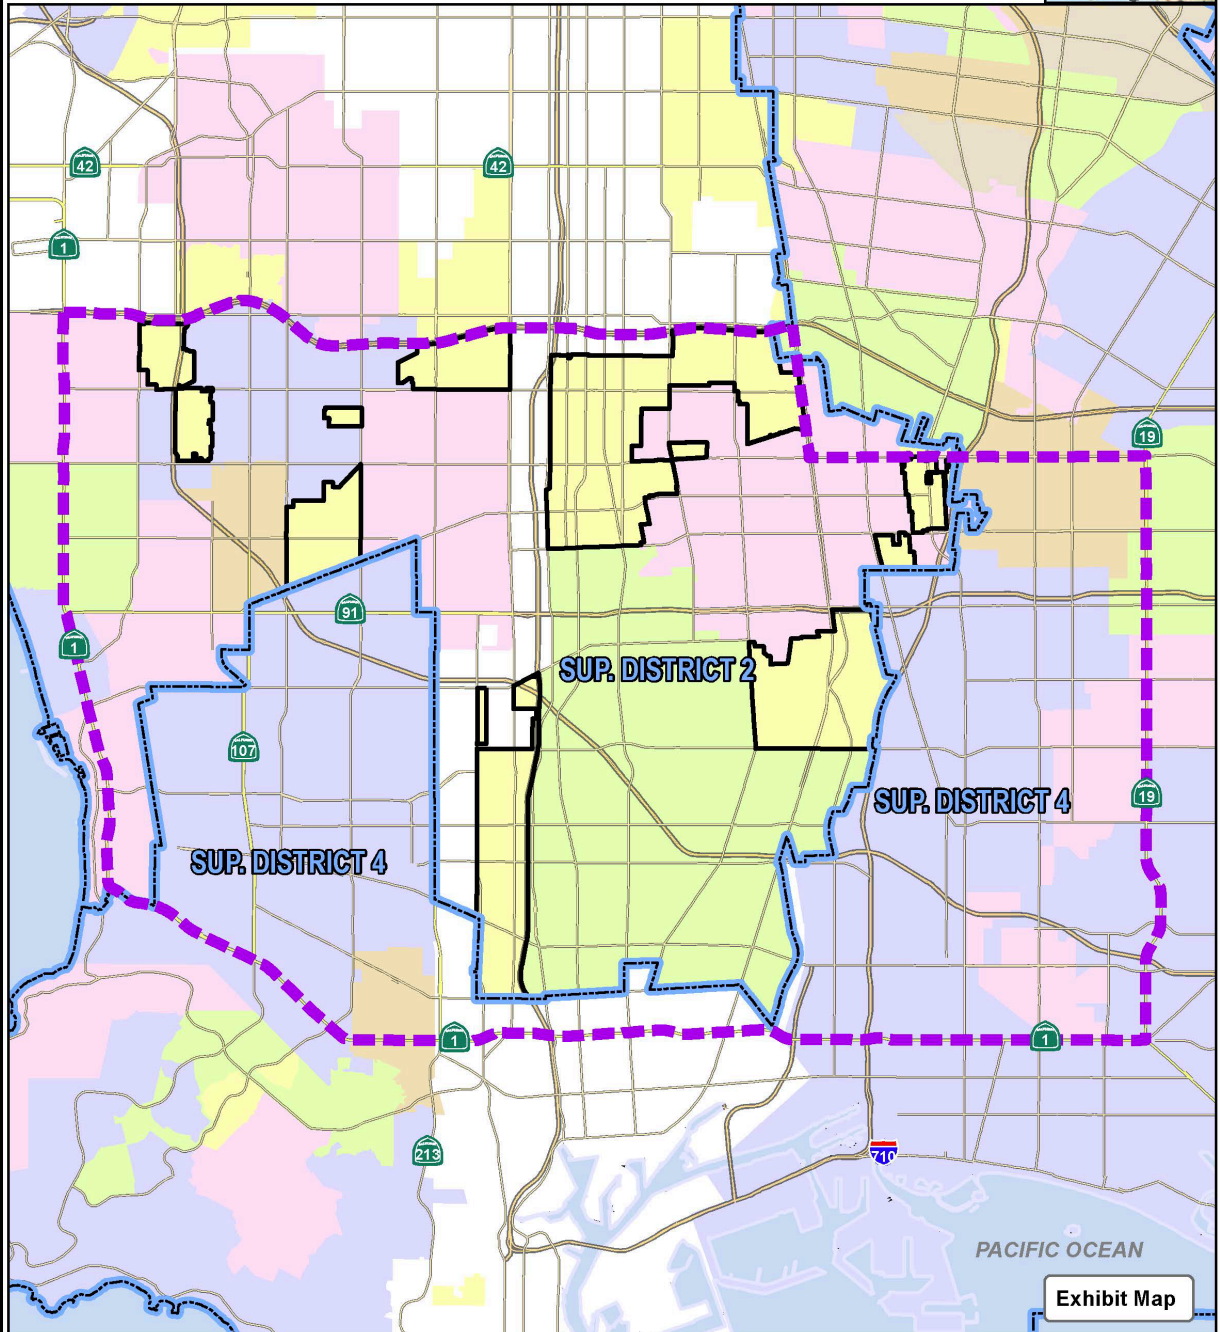 42
42
1
19
91
1
SUP. DISTRICT 2
107
19
SUP. DISTRICT 4
SUP. DISTRICT 4
1
1
213
710
PACIFIC OCEAN
Exhibit Map